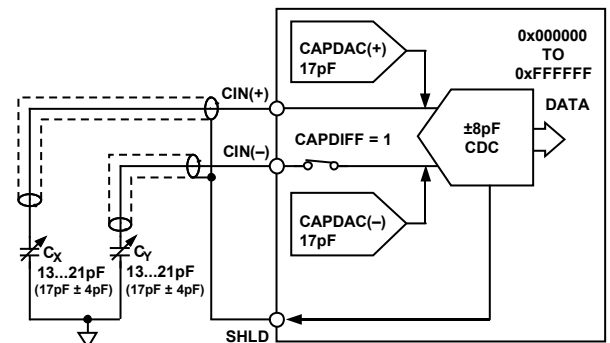 CAPDAC(+)
17pF
0x000000
TO
0xFFFFFF
DATA
CIN(+)
±8pF
CDC
CIN(–)
CAPDIFF = 1
CAPDAC(–)
17pF
CX
13...21pF
(17pF ± 4pF)
CY
13...21pF
(17pF ± 4pF)
SHLD